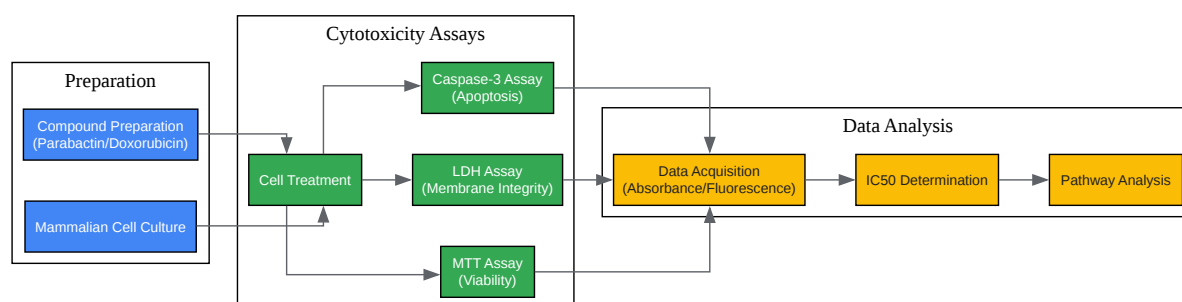 Preparation
Compound Preparation
(Parabactin/Doxorubicin)
Mammalian Cell Culture
Cytotoxicity Assays
Cell Treatment
Caspase-3 Assay
(Apoptosis)
LDH Assay
(Membrane Integrity)
MTT Assay
(Viability)
Data Analysis
Data Acquisition
(Absorbance/Fluorescence)
IC50 Determination
Pathway Analysis